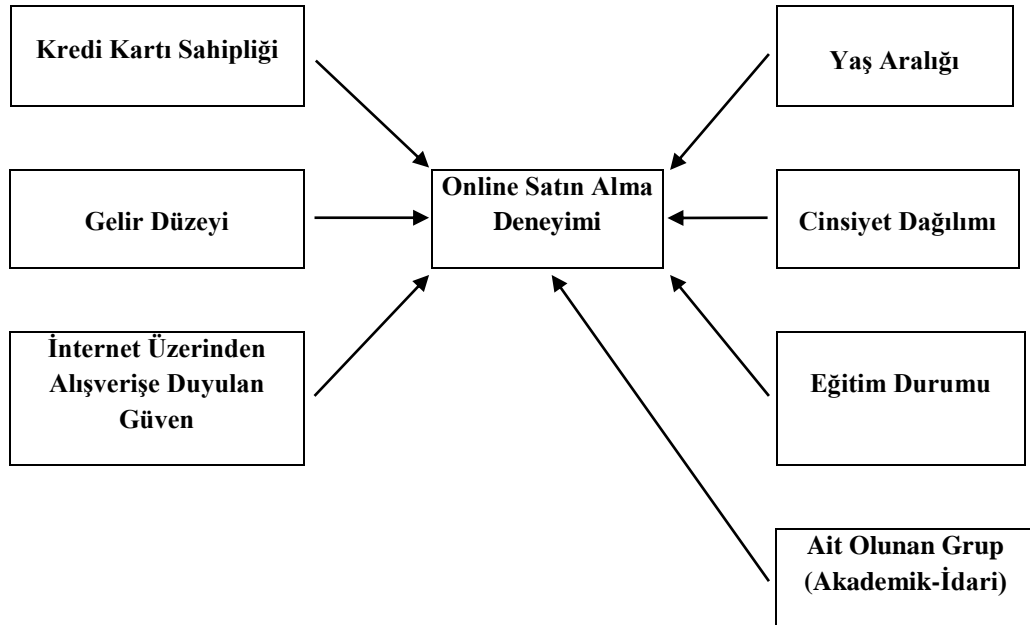 Kredi Kartı Sahipliği
Yaş Aralığı
Online Satın Alma
Deneyimi
Gelir Düzeyi
Cinsiyet Dağılımı
İnternet Üzerinden
Alışverişe Duyulan
Güven
Eğitim Durumu
Ait Olunan Grup
(Akademik-İdari)